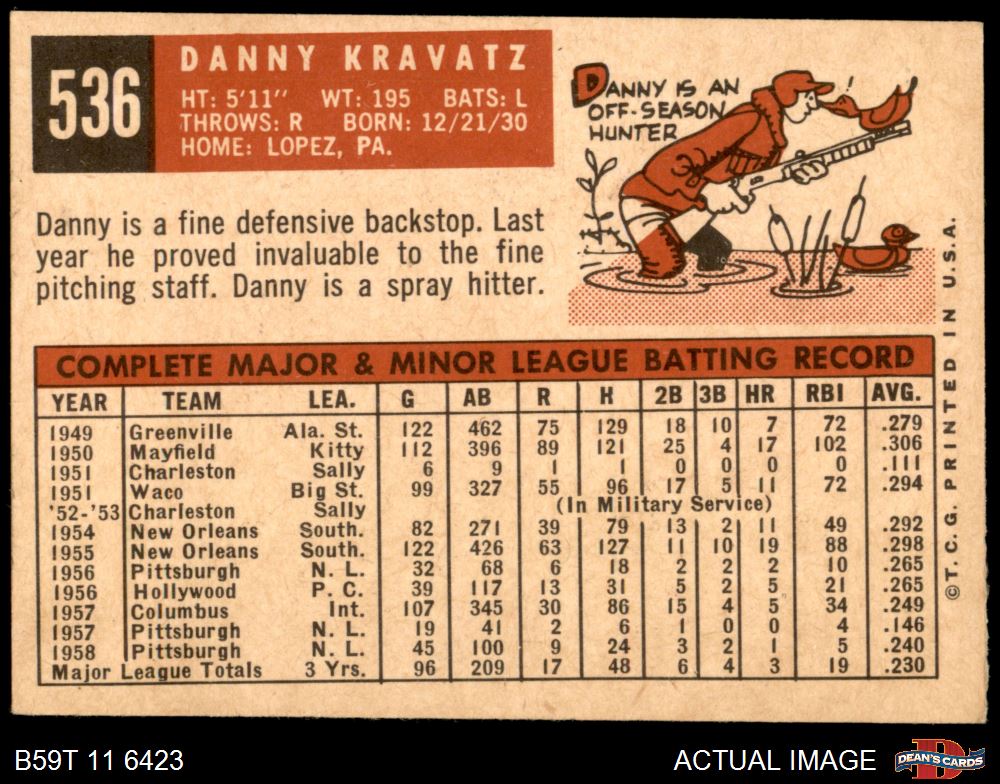 536
DANNY KRAVATZ
HT: 5'11" WT: 195 BATS: L
THROWS: R BORN: 12/21/30
HOME: LOPEZ, PA.
DANNY IS AN
OFF-SEASON
HUNTER
Danny is a fine defensive backstop. Last
year he proved invaluable to the fine
pitching staff. Danny is a spray hitter.
COMPLETE MAJOR & MINOR LEAGUE BATTING RECORD
YEAR TEAM LEA. G AB R H 2B 3B HR RBI AVG.
1949 Greenville Ala. St. 122 462 75 129 18 10 7 72 .279
1950 Mayfield Kitty 112 396 89 121 25 4 17 102 .306
1951 Charleston Sally 6 9 1 1 0 0 0 0 .111
1951 Waco Big St. 99 327 55 96 17 5 11 72 .294
'52-'53 Charleston Sally (In Military Service)
1954 New Orleans South. 82 271 39 79 13 2 11 49 .292
1955 New Orleans South. 122 426 63 127 11 10 19 88 .298
1956 Pittsburgh N. L. 32 68 6 18 2 2 2 10 .265
1956 Hollywood P. C. 39 117 13 31 5 2 5 21 .265
1957 Columbus Int. 107 345 30 86 15 4 5 34 .249
1957 Pittsburgh N. L. 19 41 2 6 1 0 0 4 .146
1958 Pittsburgh N. L. 45 100 9 24 3 2 1 5 .240
Major League Totals 3 Yrs. 96 209 17 48 6 4 3 19 .230
©T. C. G. PRINTED IN U.S.A.
B59T 11 6423
ACTUAL IMAGE
DEAN'S CARDS